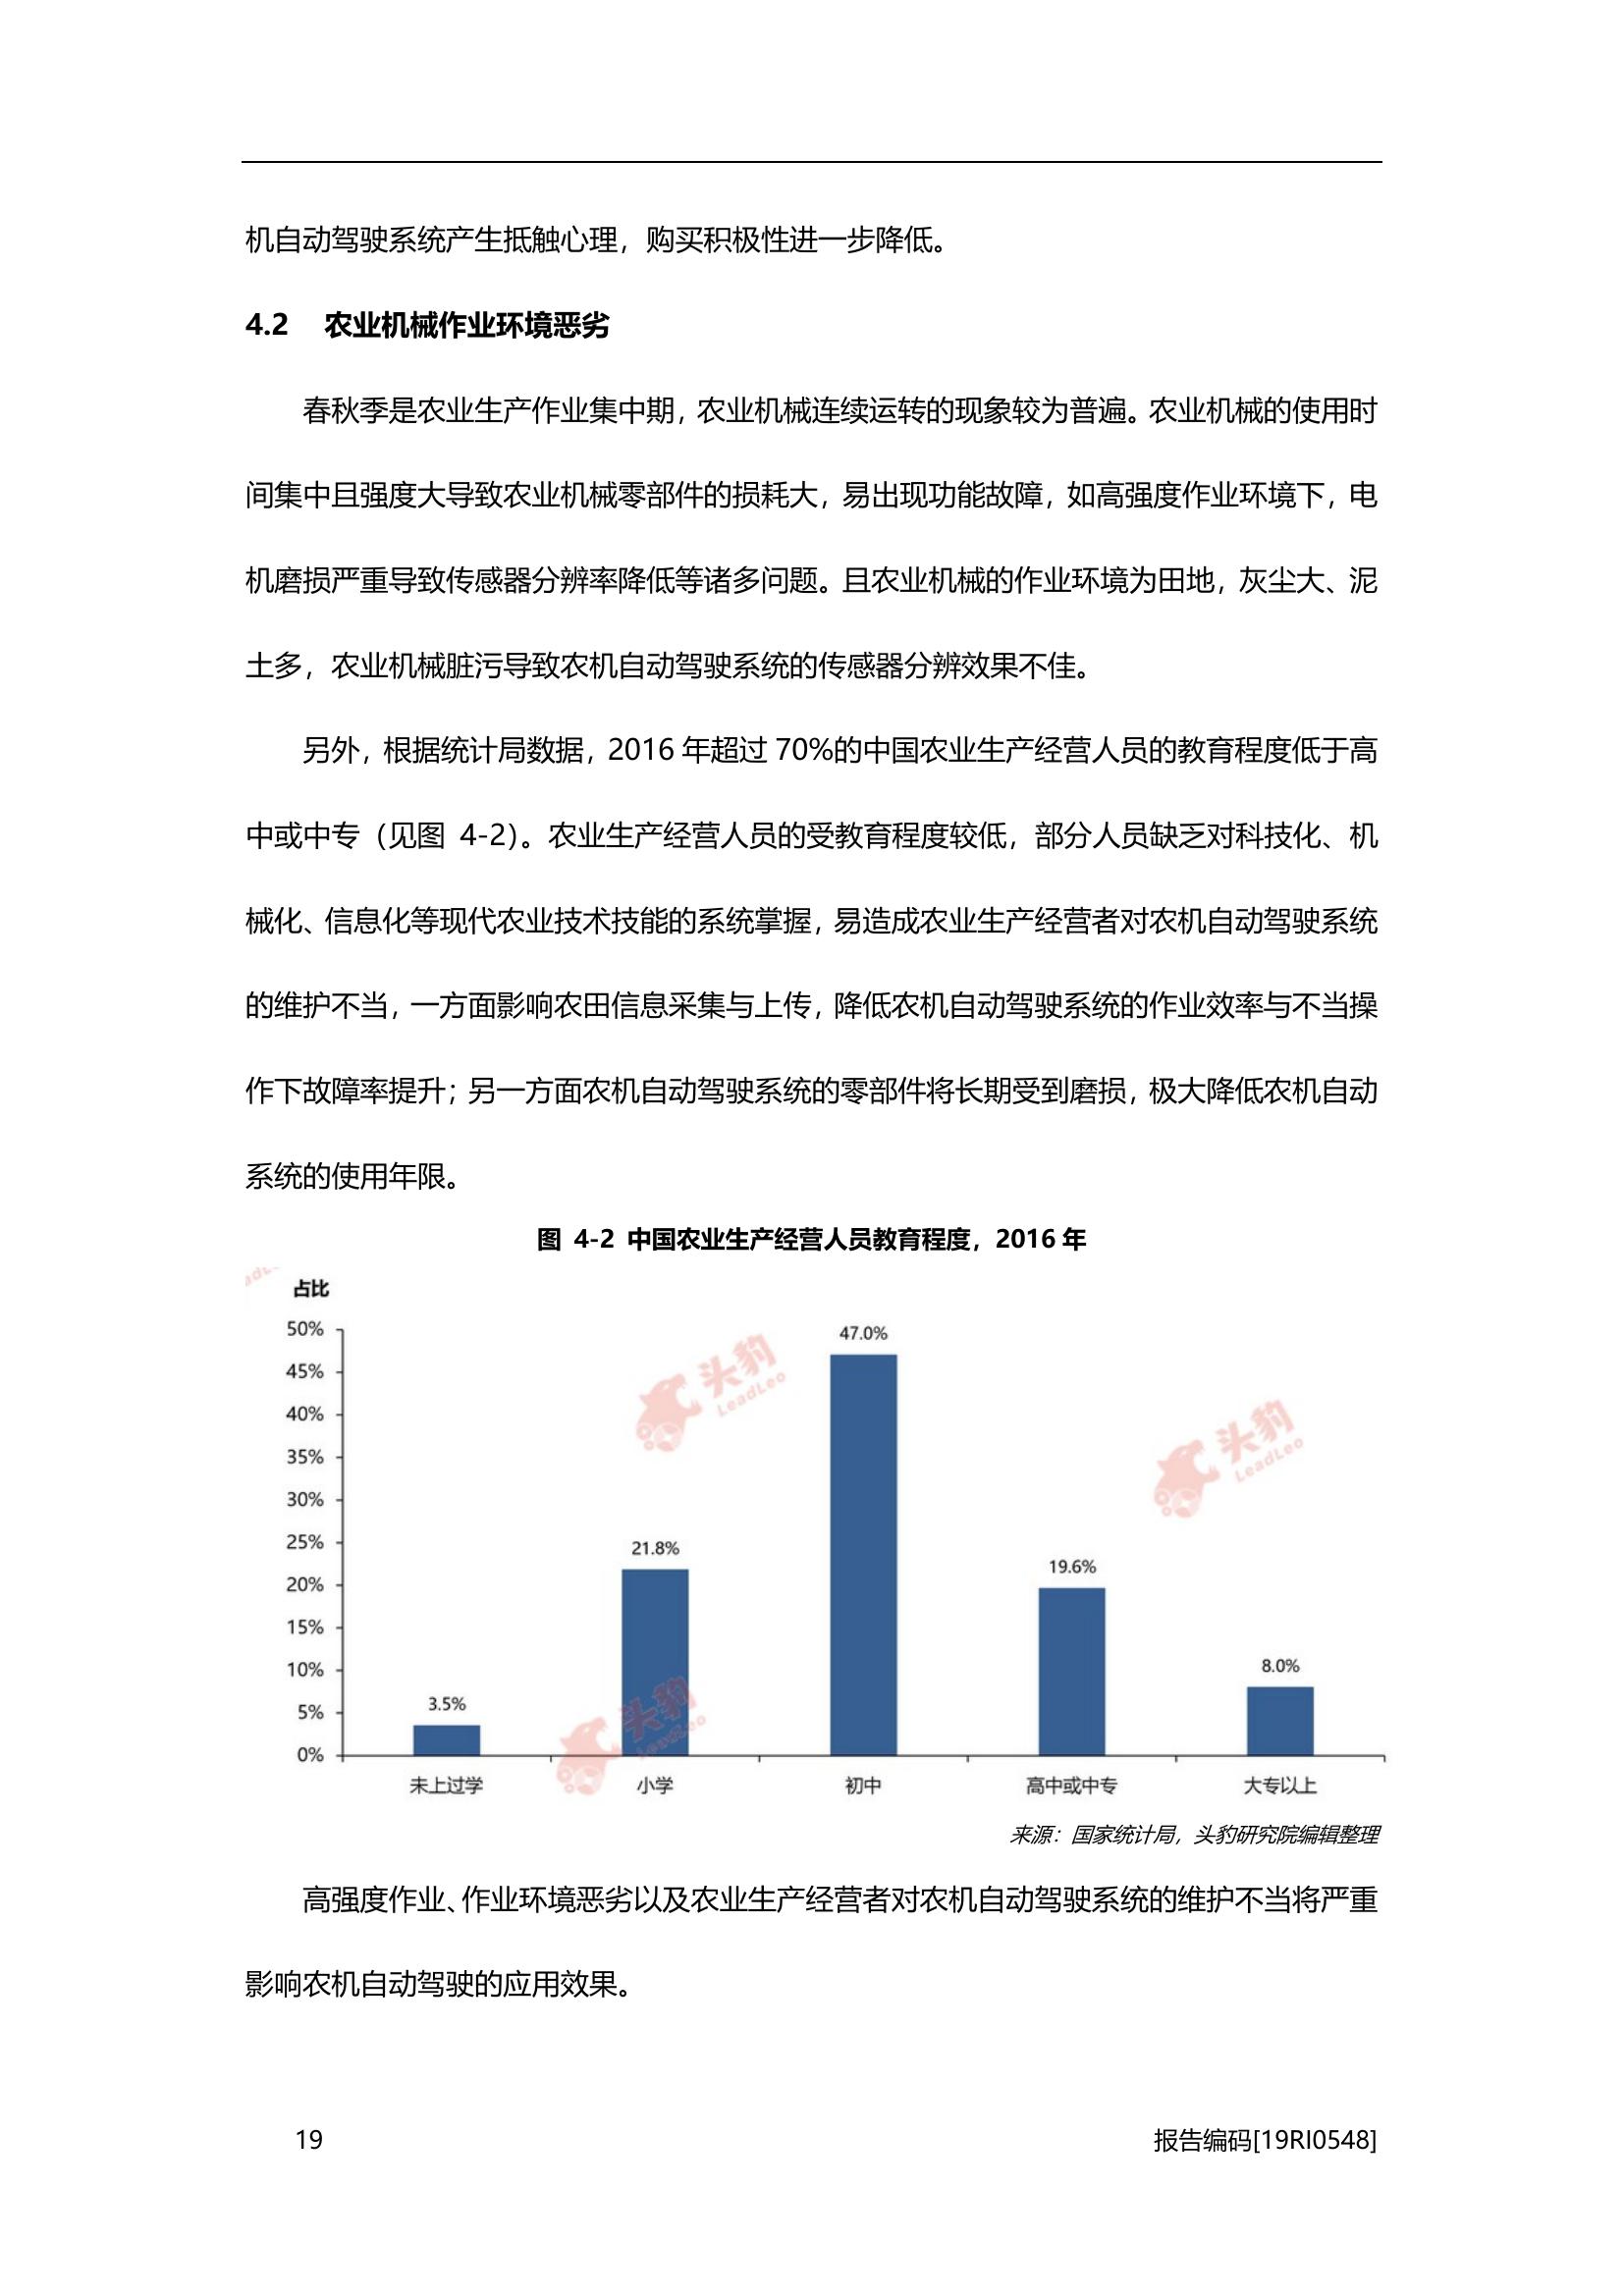 机自动驾驶系统产生抵触心理，购买积极性进一步降低。
4.2 农业机械作业环境恶劣
春秋季是农业生产作业集中期，农业机械连续运转的现象较为普遍。农业机械的使用时
间集中且强度大导致农业机械零部件的损耗大，易出现功能故障，如高强度作业环境下，电
机磨损严重导致传感器分辨率降低等诸多问题。且农业机械的作业环境为田地，灰尘大、泥
土多，农业机械脏污导致农机自动驾驶系统的传感器分辨效果不佳。
另外，根据统计局数据，2016 年超过 70%的中国农业生产经营人员的教育程度低于高
中或中专（见图 4-2）。农业生产经营人员的受教育程度较低，部分人员缺乏对科技化、机
械化、信息化等现代农业技术技能的系统掌握，易造成农业生产经营者对农机自动驾驶系统
的维护不当，一方面影响农田信息采集与上传，降低农机自动驾驶系统的作业效率与不当操
作下故障率提升；另一方面农机自动驾驶系统的零部件将长期受到磨损，极大降低农机自动
系统的使用年限。
图 4-2 中国农业生产经营人员教育程度，2016 年
占比
50%
45%
40%
35%
30%
25%
20%
15%
10%
5%
0%
3.5%
21.8%
47.0%
19.6%
8.0%
未上过学 小学 初中 高中或中专 大专以上
头豹
LeadLeo
头豹
LeadLeo
头豹
LeadLeo
来源：国家统计局，头豹研究院编辑整理
高强度作业、作业环境恶劣以及农业生产经营者对农机自动驾驶系统的维护不当将严重
影响农机自动驾驶的应用效果。
19 报告编码[19RI0548]